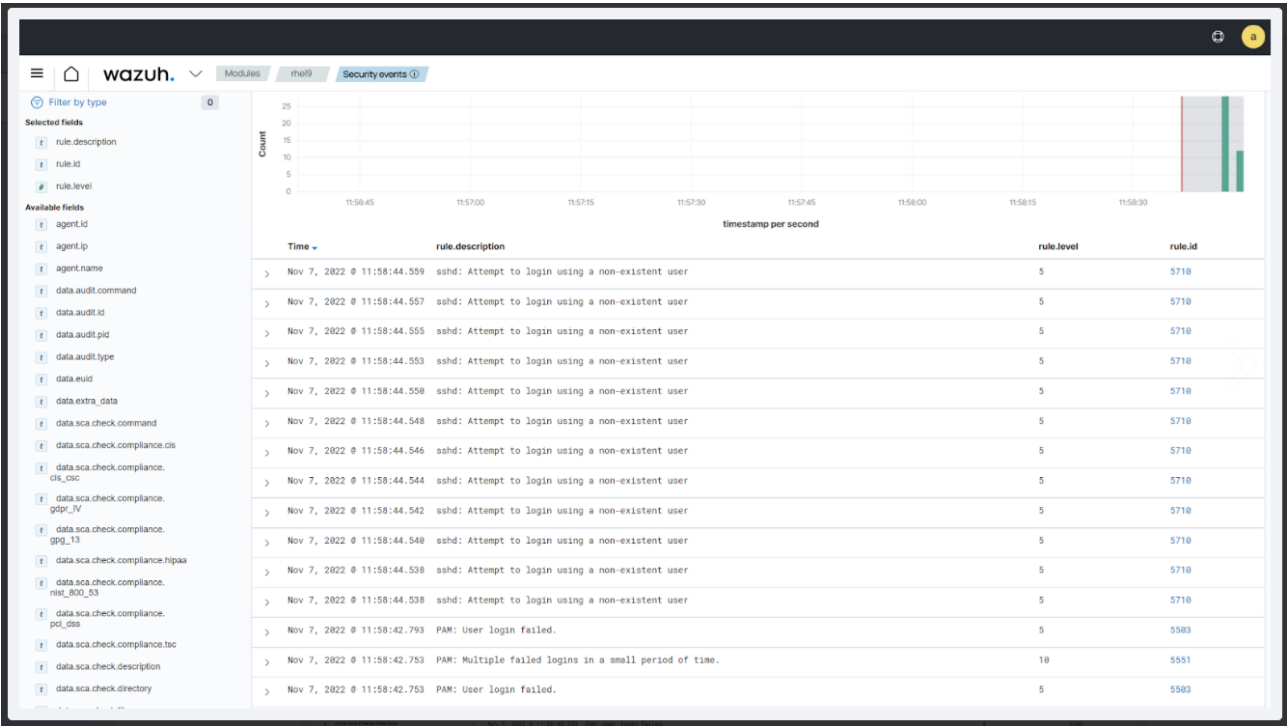 a
wazuh. Modules rhel9 Security events
Filter by type 0
Selected fields
t rule.description
t rule.id
# rule.level
Available fields
t agent.id
t agent.ip
t agent.name
t data.audit.command
t data.audit.id
t data.audit.pid
t data.audit.type
t data.euid
t data.extra_data
t data.sca.check.command
t data.sca.check.compliance.cis
t data.sca.check.compliance.
cis_csc
t data.sca.check.compliance.
gdpr_IV
t data.sca.check.compliance.
gpg_13
t data.sca.check.compliance.hipaa
t data.sca.check.compliance.
nist_800_53
t data.sca.check.compliance.
pci_dss
t data.sca.check.compliance.tsc
t data.sca.check.description
t data.sca.check.directory
Count
25
20
15
10
5
0
11:56:45 11:57:00 11:57:15 11:57:30 11:57:45 11:58:00 11:58:15 11:58:30
timestamp per second
Time rule.description rule.level rule.id
Nov 7, 2022 @ 11:58:44.559 sshd: Attempt to login using a non-existent user 5 5710
Nov 7, 2022 @ 11:58:44.557 sshd: Attempt to login using a non-existent user 5 5710
Nov 7, 2022 @ 11:58:44.555 sshd: Attempt to login using a non-existent user 5 5710
Nov 7, 2022 @ 11:58:44.553 sshd: Attempt to login using a non-existent user 5 5710
Nov 7, 2022 @ 11:58:44.550 sshd: Attempt to login using a non-existent user 5 5710
Nov 7, 2022 @ 11:58:44.548 sshd: Attempt to login using a non-existent user 5 5710
Nov 7, 2022 @ 11:58:44.546 sshd: Attempt to login using a non-existent user 5 5710
Nov 7, 2022 @ 11:58:44.544 sshd: Attempt to login using a non-existent user 5 5710
Nov 7, 2022 @ 11:58:44.542 sshd: Attempt to login using a non-existent user 5 5710
Nov 7, 2022 @ 11:58:44.540 sshd: Attempt to login using a non-existent user 5 5710
Nov 7, 2022 @ 11:58:44.538 sshd: Attempt to login using a non-existent user 5 5710
Nov 7, 2022 @ 11:58:44.538 sshd: Attempt to login using a non-existent user 5 5710
Nov 7, 2022 @ 11:58:42.793 PAM: User login failed. 5 5503
Nov 7, 2022 @ 11:58:42.753 PAM: Multiple failed logins in a small period of time. 10 5551
Nov 7, 2022 @ 11:58:42.753 PAM: User login failed. 5 5503